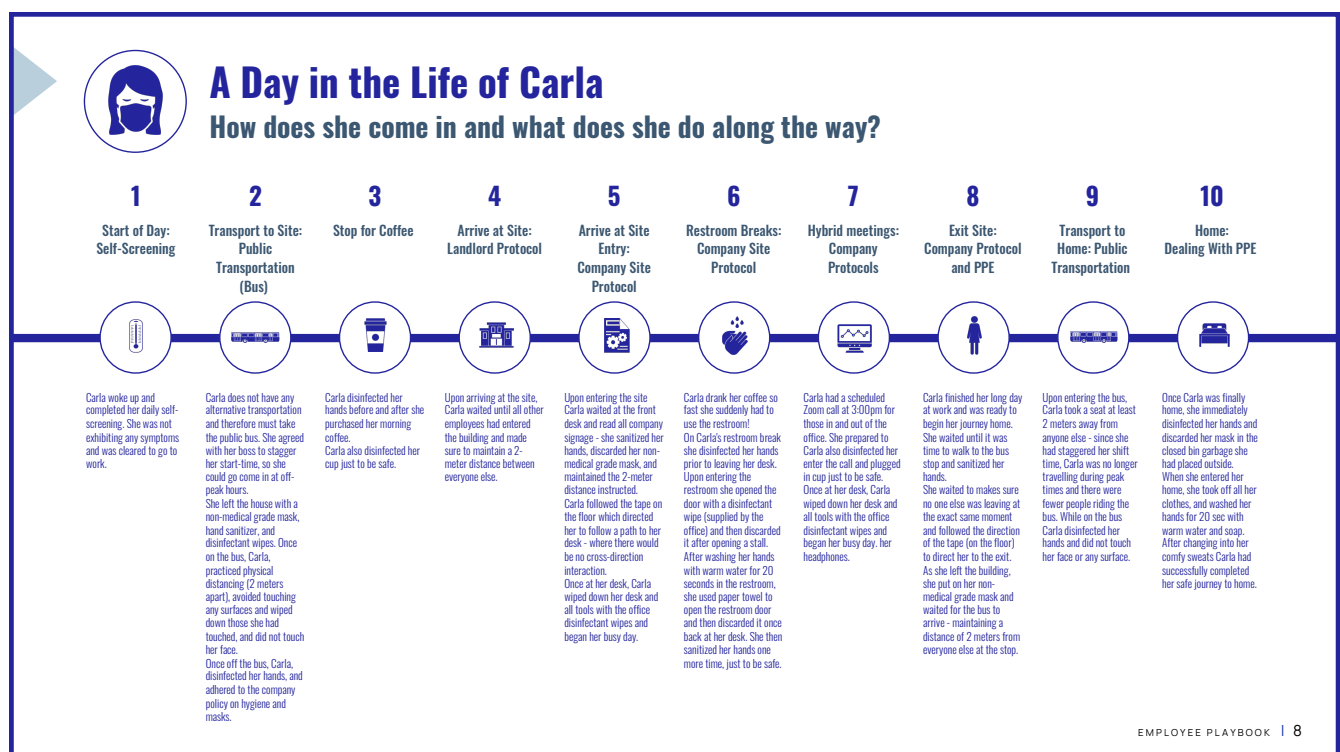 A Day in the Life of Carla
How does she come in and what does she do along the way?
1
Start of Day:
Self-Screening
Carla woke up and
completed her daily self-
screening. She was not
exhibiting any symptoms
and was cleared to go to
work.
2
Transport to Site:
Public
Transportation
(Bus)
Carla does not have any
alternative transportation
and therefore must take
the public bus. She agreed
with her boss to stagger
her start-time, so she
could go come in at off-
peak hours.
She left the house with a
non-medical grade mask,
hand sanitizer, and
disinfectant wipes. Once
on the bus, Carla,
practiced physical
distancing (2 meters
apart), avoided touching
any surfaces and wiped
down those she had
touched, and did not touch
her face.
Once off the bus, Carla,
disinfected her hands, and
adhered to the company
policy on hygiene and
masks.
3
Stop for Coffee
Carla disinfected her
hands before and after she
purchased her morning
coffee.
Carla also disinfected her
cup just to be safe.
4
Arrive at Site:
Landlord Protocol
Upon arriving at the site,
Carla waited until all other
employees had entered
the building and made
sure to maintain a 2-
meter distance between
everyone else.
5
Arrive at Site
Entry:
Company Site
Protocol
Upon entering the site
Carla waited at the front
desk and read all company
signage - she sanitized her
hands, discarded her non-
medical grade mask, and
maintained the 2-meter
distance instructed.
Carla followed the tape on
the floor which directed
her to follow a path to her
desk - where there would
be no cross-direction
interaction.
Once at her desk, Carla
wiped down her desk and
all tools with the office
disinfectant wipes and
began her busy day.
6
Restroom Breaks:
Company Site
Protocol
Carla drank her coffee so
fast she suddenly had to
use the restroom!
On Carla's restroom break
she disinfected her hands
prior to leaving her desk.
Upon entering the
restroom she opened the
door with a disinfectant
wipe (supplied by the
office) and then discarded
it after opening a stall.
After washing her hands
with warm water for 20
seconds in the restroom,
she used paper towel to
open the restroom door
and then discarded it once
back at her desk. She then
sanitized her hands one
more time, just to be safe.
7
Hybrid meetings:
Company
Protocols
Carla had a scheduled
Zoom call at 3:00pm for
those in and out of the
office. She prepared to
Carla also disinfected her
enter the call and plugged
in cup just to be safe.
Once at her desk, Carla
wiped down her desk and
all tools with the office
disinfectant wipes and
began her busy day. her
headphones.
8
Exit Site:
Company Protocol
and PPE
Carla finished her long day
at work and was ready to
begin her journey home.
She waited until it was
time to walk to the bus
stop and sanitized her
hands.
She waited to makes sure
no one else was leaving at
the exact same moment
and followed the direction
of the tape (on the floor)
to direct her to the exit.
As she left the building,
she put on her non-
medical grade mask and
waited for the bus to
arrive - maintaining a
distance of 2 meters from
everyone else at the stop.
9
Transport to
Home: Public
Transportation
Upon entering the bus,
Carla took a seat at least
2 meters away from
anyone else - since she
had staggered her shift
time, Carla was no longer
travelling during peak
times and there were
fewer people riding the
bus. While on the bus
Carla disinfected her
hands and did not touch
her face or any surface.
10
Home:
Dealing With PPE
Once Carla was finally
home, she immediately
disinfected her hands and
discarded her mask in the
closed bin garbage she
had placed outside.
When she entered her
home, she took off all her
clothes, and washed her
hands for 20 sec with
warm water and soap.
After changing into her
comfy sweats Carla had
successfully completed
her safe journey to home.
EMPLOYEE PLAYBOOK | 8